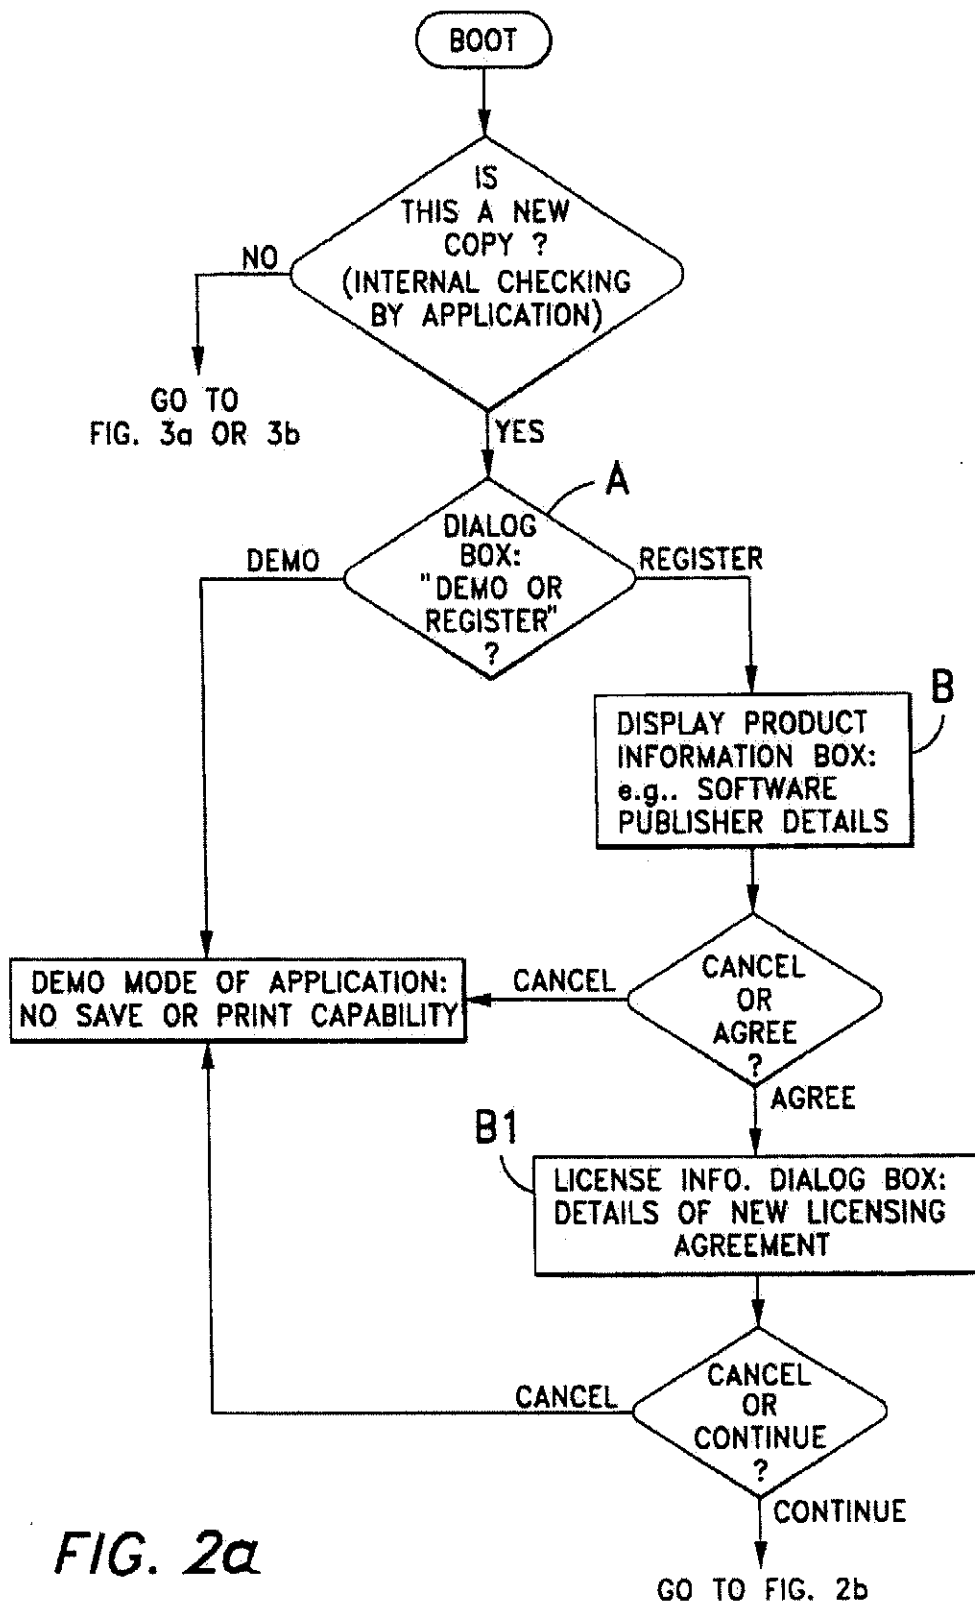 BOOT
IS
THIS A NEW
COPY ?
(INTERNAL CHECKING
BY APPLICATION)
NO
GO TO
FIG. 3a OR 3b
YES
A
DIALOG
BOX:
"DEMO OR
REGISTER"
?
DEMO
REGISTER
B
DISPLAY PRODUCT
INFORMATION BOX:
e.g.. SOFTWARE
PUBLISHER DETAILS
DEMO MODE OF APPLICATION:
NO SAVE OR PRINT CAPABILITY
CANCEL
CANCEL
OR
AGREE
?
AGREE
B1
LICENSE INFO. DIALOG BOX:
DETAILS OF NEW LICENSING
AGREEMENT
CANCEL
CANCEL
OR
CONTINUE
?
CONTINUE
GO TO FIG. 2b
FIG. 2a